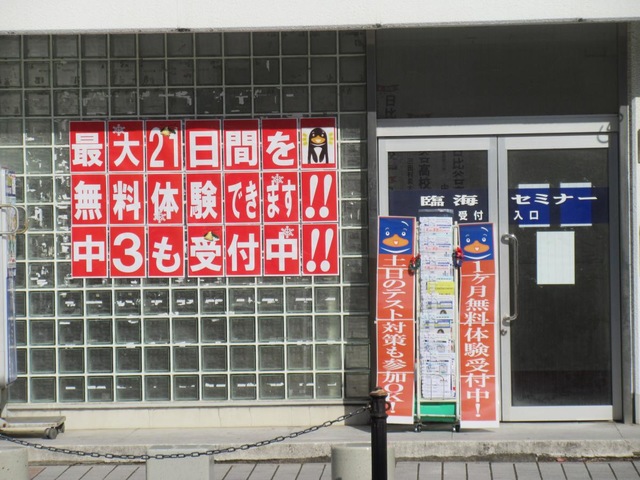 最大21日間を
無料体験できます!!
中3も受付中!!
臨海セミナー
受付入口
土日のテスト対策も参加OK!
1ヶ月無料体験受付中!